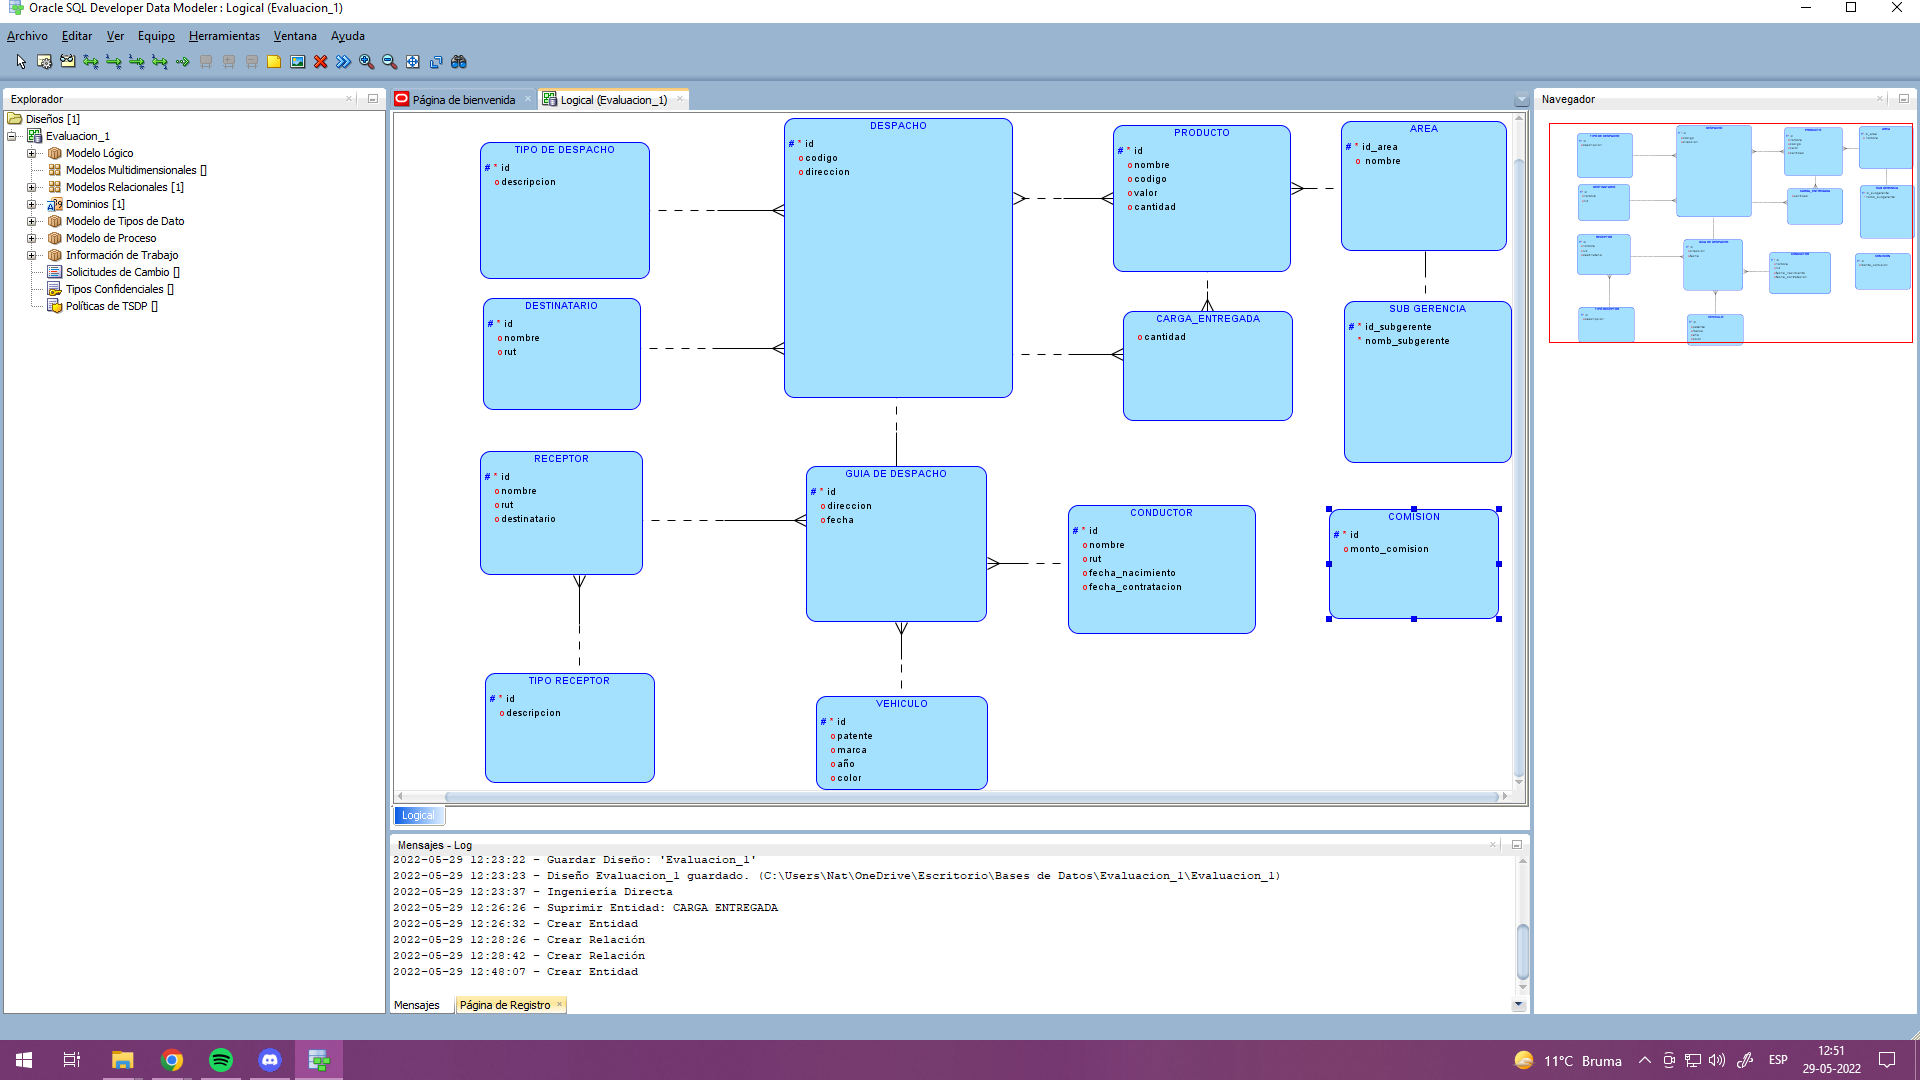 Oracle SQL Developer Data Modeler : Logical (Evaluacion_1)
Archivo Editar Ver Equipo Herramientas Ventana Ayuda
Explorador
Diseños [1]
Evaluacion_1
Modelo Lógico
Modelos Multidimensionales []
Modelos Relacionales [1]
Dominios [1]
Modelo de Tipos de Dato
Modelo de Proceso
Información de Trabajo
Solicitudes de Cambio []
Tipos Confidenciales []
Políticas de TSDP []
Página de bienvenida
Logical (Evaluacion_1)
TIPO DE DESPACHO
# * id
o descripcion
DESPACHO
# * id
o codigo
o direccion
PRODUCTO
# * id
o nombre
o codigo
o valor
o cantidad
AREA
# * id_area
o nombre
DESTINATARIO
# * id
o nombre
o rut
CARGA_ENTREGADA
o cantidad
SUB GERENCIA
# * id_subgerente
* nomb_subgerente
RECEPTOR
# * id
o nombre
o rut
o destinatario
GUIA DE DESPACHO
# * id
o direccion
o fecha
CONDUCTOR
# * id
o nombre
o rut
o fecha_nacimiento
o fecha_contratacion
COMISION
# * id
o monto_comision
TIPO RECEPTOR
# * id
o descripcion
VEHICULO
# * id
o patente
o marca
o año
o color
Logical
Mensajes - Log
2022-05-29 12:23:22 - Guardar Diseño: 'Evaluacion_1'
2022-05-29 12:23:23 - Diseño Evaluacion_1 guardado. (C:\Users\Nat\OneDrive\Escritorio\Bases de Datos\Evaluacion_1\Evaluacion_1)
2022-05-29 12:23:37 - Ingeniería Directa
2022-05-29 12:26:26 - Suprimir Entidad: CARGA ENTREGADA
2022-05-29 12:26:32 - Crear Entidad
2022-05-29 12:28:26 - Crear Relación
2022-05-29 12:28:42 - Crear Relación
2022-05-29 12:48:07 - Crear Entidad
Mensajes
Página de Registro
Navegador
11°C Bruma
ESP
12:51
29-05-2022